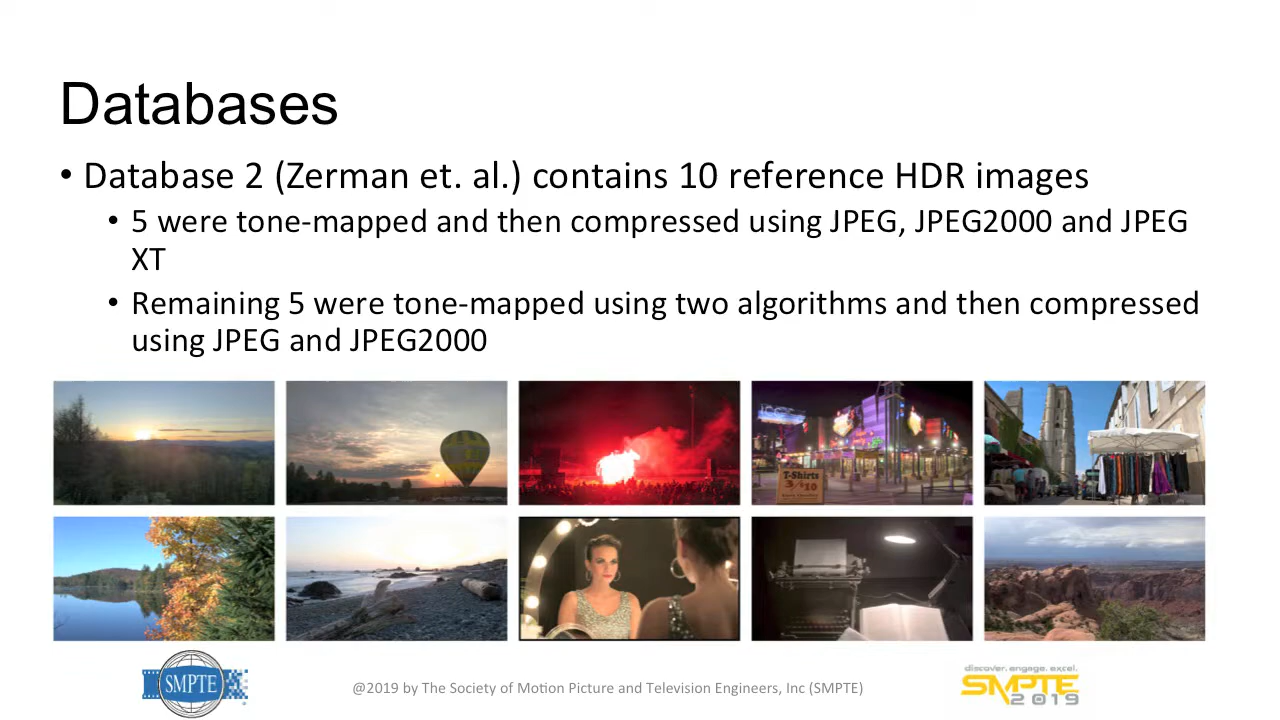 Databases
• Database 2 (Zerman et. al.) contains 10 reference HDR images
• 5 were tone-mapped and then compressed using JPEG, JPEG2000 and JPEG
XT
• Remaining 5 were tone-mapped using two algorithms and then compressed
using JPEG and JPEG2000
T-Shirts
3/$10
SMPTE
@2019 by The Society of Motion Picture and Television Engineers, Inc (SMPTE)
discover. engage. excel.
SMPTE
2019